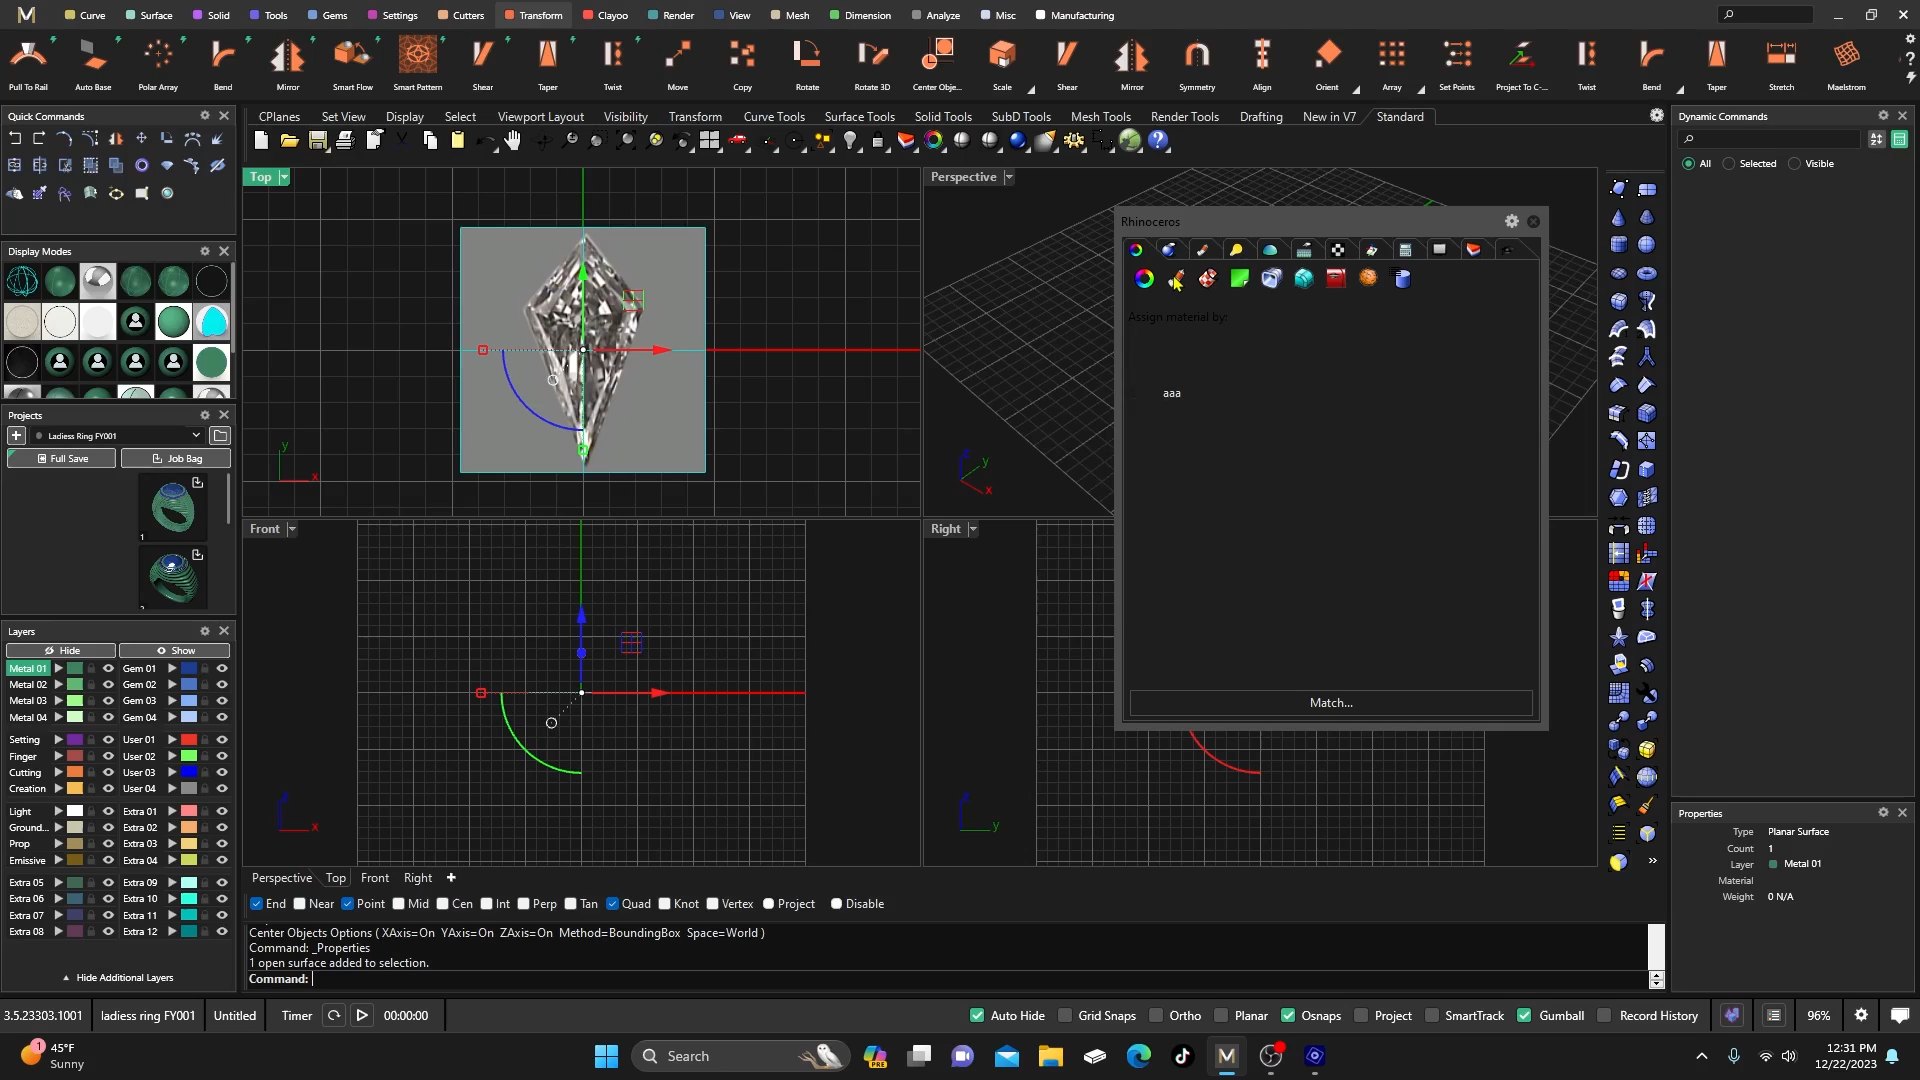 Curve Surface Solid Tools Gems Settings Cutters Transform Clayoo Render View Mesh Dimension Analyze Misc Manufacturing
Pull To Rail Auto Base Polar Array Bend Mirror Smart Flow Smart Pattern Shear Taper Twist Move Copy Rotate Rotate 3D Center Obje... Scale Shear Mirror Symmetry Align Orient Array Set Points Project To C-... Twist Bend Taper Stretch Maelstrom
Quick Commands
CPlanes Set View Display Select Viewport Layout Visibility Transform Curve Tools Surface Tools Solid Tools SubD Tools Mesh Tools Render Tools Drafting New in V7 Standard
Dynamic Commands
All Selected Visible
Top
Perspective
Rhinoceros
Display Modes
Assign material by:
aaa
Projects
Ladiess Ring FY001
Full Save Job Bag
1
2
y
x
z
y
x
Front
Right
Match...
Layers
Hide Show
Metal 01 Gem 01
Metal 02 Gem 02
Metal 03 Gem 03
Metal 04 Gem 04
Setting User 01
Finger User 02
Cutting User 03
Creation User 04
Light Extra 01
Ground... Extra 02
Prop Extra 03
Emissive Extra 04
Extra 05 Extra 09
Extra 06 Extra 10
Extra 07 Extra 11
Extra 08 Extra 12
Hide Additional Layers
z
x
z
y
Properties
Type Planar Surface
Count 1
Layer Metal 01
Material
Weight 0 N/A
Perspective Top Front Right
End Near Point Mid Cen Int Perp Tan Quad Knot Vertex Project Disable
Center Objects Options ( XAxis=On YAxis=On ZAxis=On Method=BoundingBox Space=World )
Command: _Properties
1 open surface added to selection.
Command:
3.5.23303.1001 ladiess ring FY001 Untitled Timer 00:00:00 Auto Hide Grid Snaps Ortho Planar Osnaps Project SmartTrack Gumball Record History 96%
1
45°F
Sunny
Search
PRE
12:31 PM
12/22/2023